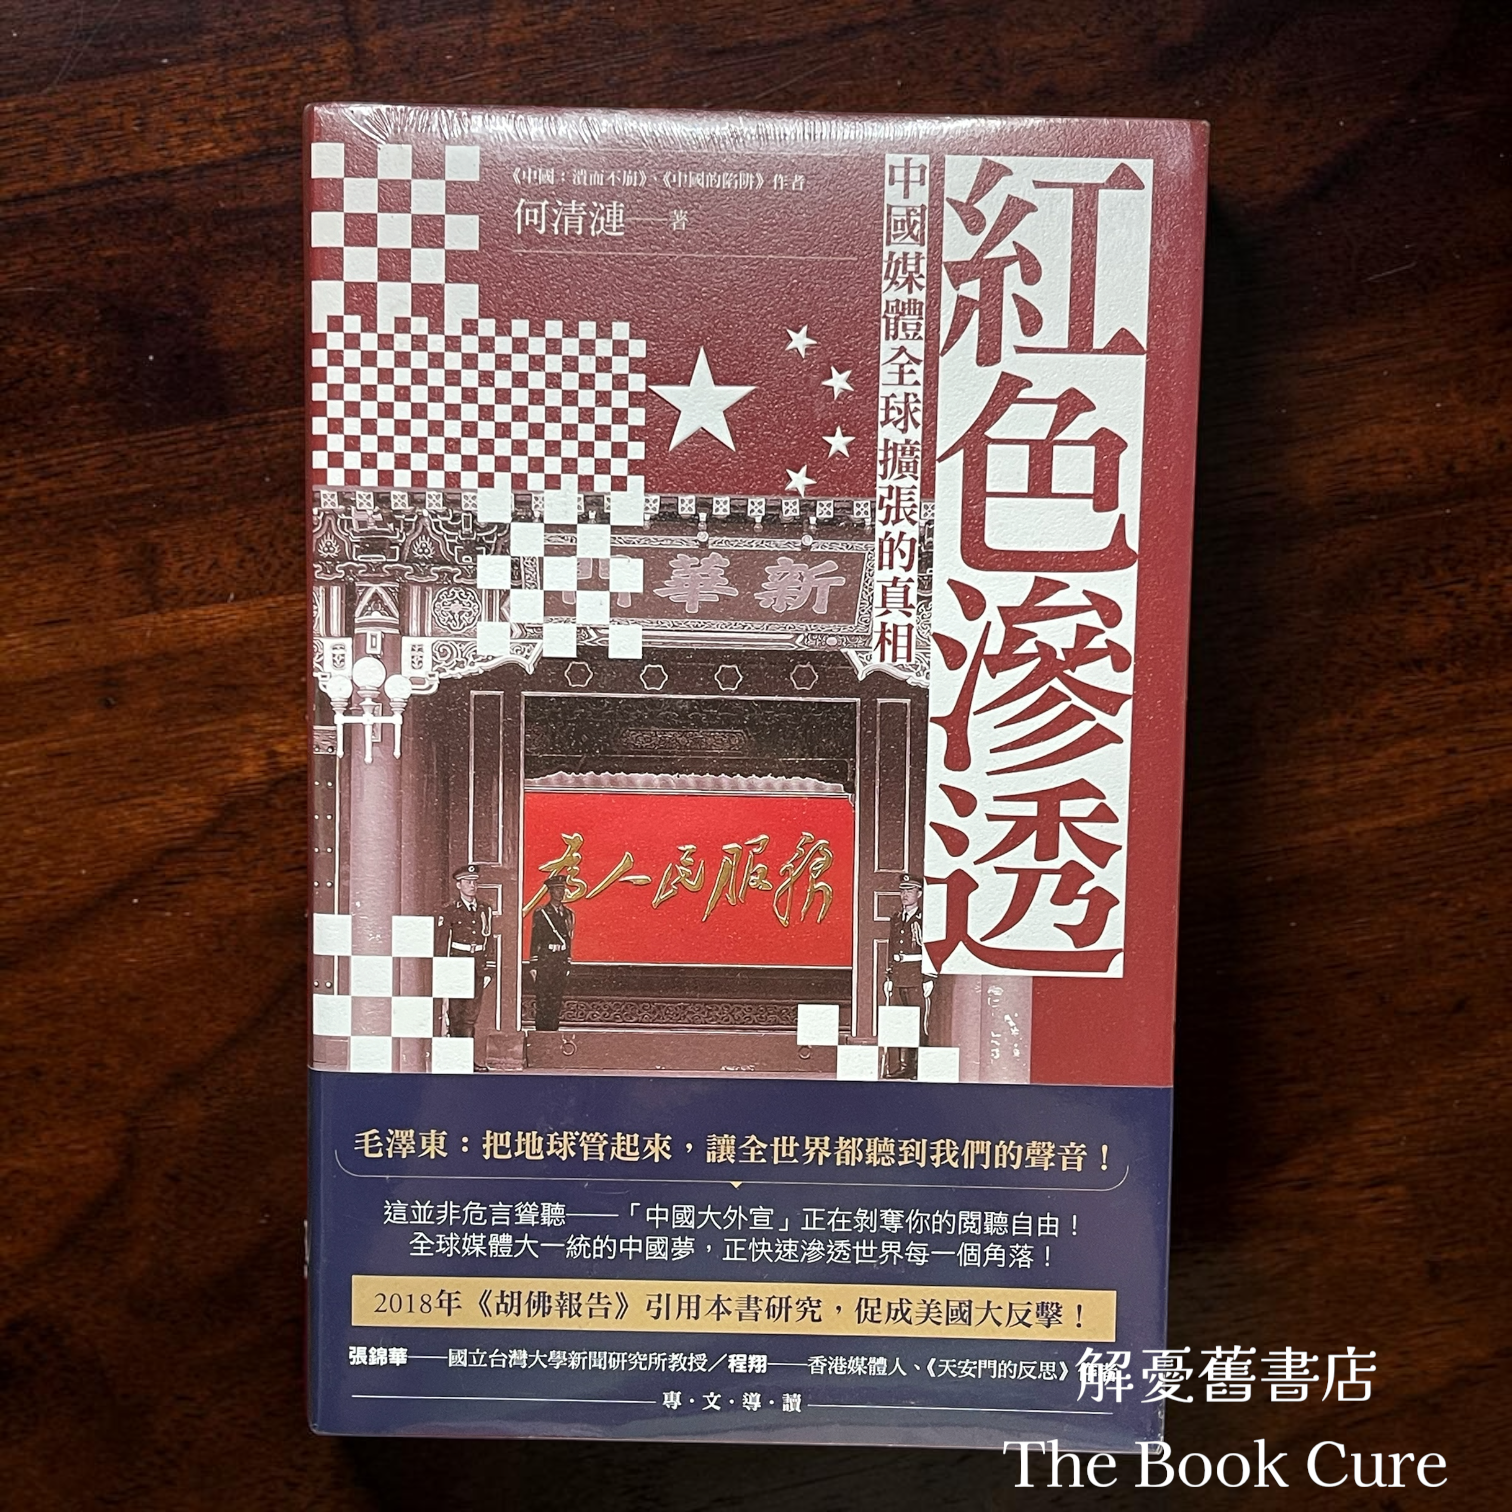 紅色滲透
中國媒體全球擴張的真相
《中國：潰而不崩》、《中國的陷阱》作者
何清漣——著
新華門
為人民服務
毛澤東：把地球管起來，讓全世界都聽到我們的聲音！
這並非危言聳聽——「中國大外宣」正在剝奪你的閱聽自由！
全球媒體大一統的中國夢，正快速滲透世界每一個角落！
2018年《胡佛報告》引用本書研究，促成美國大反擊！
張錦華——國立台灣大學新聞研究所教授／程翔——香港媒體人、《天安門的反思》
專·文·導·讀
解憂舊書店
The Book Cure